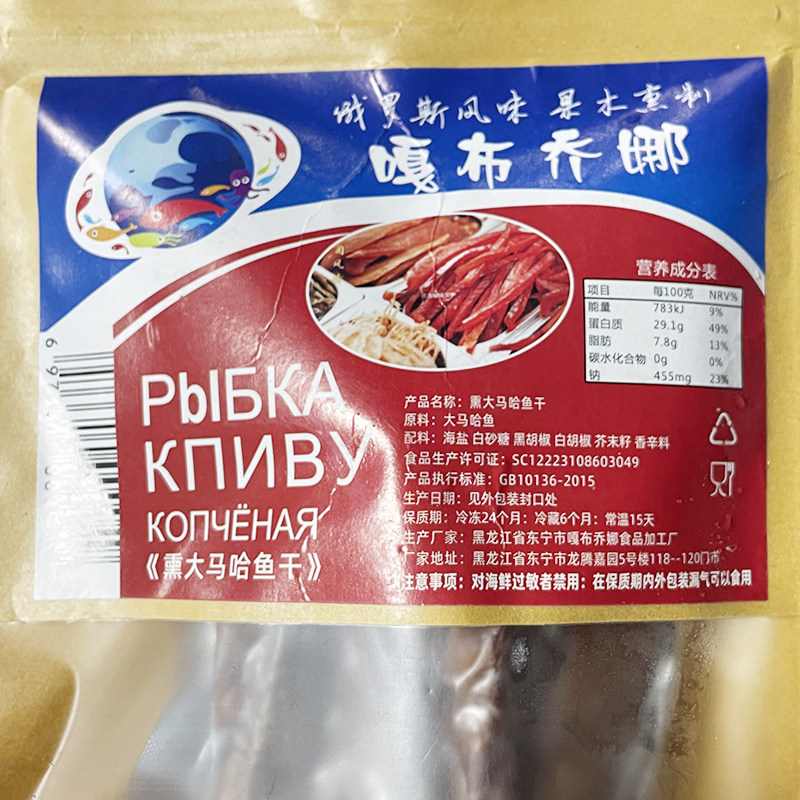 俄罗斯风味 果木熏制
嘎布乔娜
营养成分表
项目 每100克 NRV%
能量 783kJ 9%
蛋白质 29.1g 49%
脂肪 7.8g 13%
碳水化合物 0g 0%
钠 455mg 23%
РЫБКА
КПИВУ
КОПЧЁНАЯ
《熏大马哈鱼干》
产品名称：熏大马哈鱼干
原料：大马哈鱼
配料：海盐 白砂糖 黑胡椒 白胡椒 芥末籽 香辛料
食品生产许可证：SC12223108603049
产品执行标准：GB10136-2015
生产日期：见外包装封口处
保质期：冷冻24个月：冷藏6个月：常温15天
生产厂家：黑龙江省东宁市嘎布乔娜食品加工厂
厂家地址：黑龙江省东宁市龙腾嘉园5号楼118--120门市
注意事项：对海鲜过敏者禁用：在保质期内外包装漏气可以食用